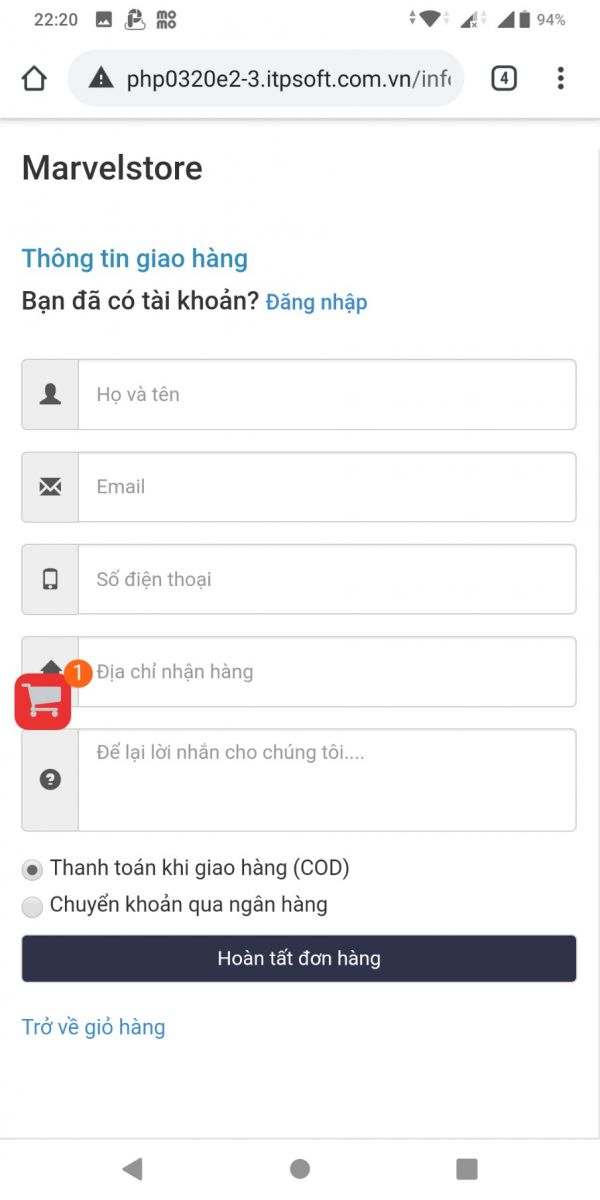 22:20
mo
mo
94%
php0320e2-3.itpsoft.com.vn/info
4
Marvelstore
Thông tin giao hàng
Bạn đã có tài khoản? Đăng nhập
Họ và tên
Email
Số điện thoại
1 Địa chỉ nhận hàng
Để lại lời nhắn cho chúng tôi....
Thanh toán khi giao hàng (COD)
Chuyển khoản qua ngân hàng
Hoàn tất đơn hàng
Trở về giỏ hàng